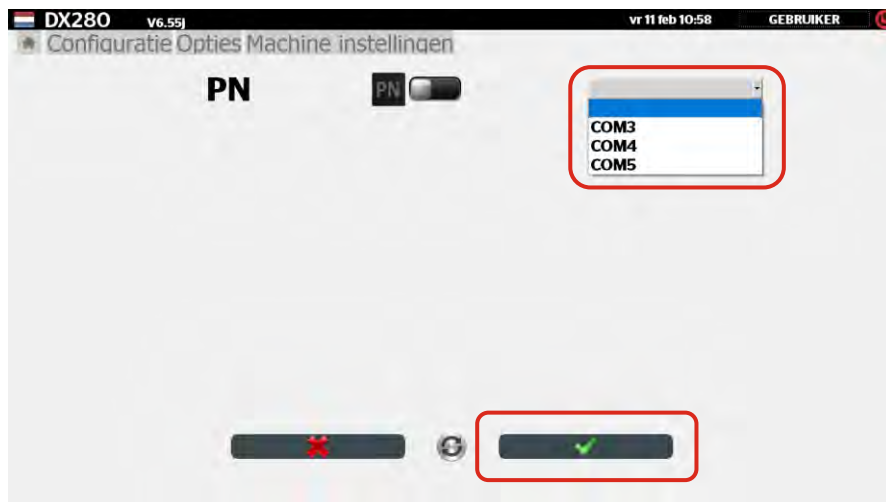 DX280 V6.55J vr 11 feb 10:58 GEBRUIKER
Configuratie Opties Machine instellingen
PN PN
COM3
COM4
COM5